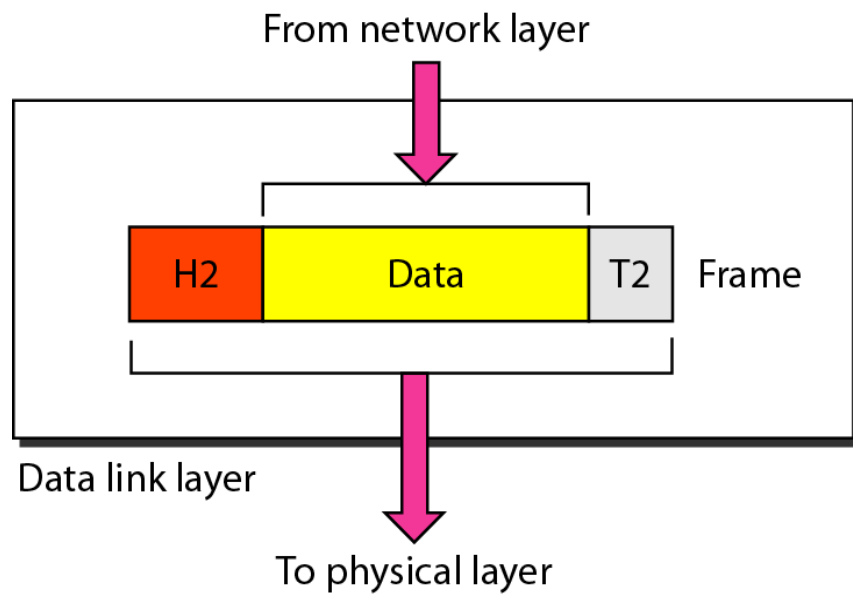 From network layer
H2 Data T2 Frame
Data link layer
To physical layer